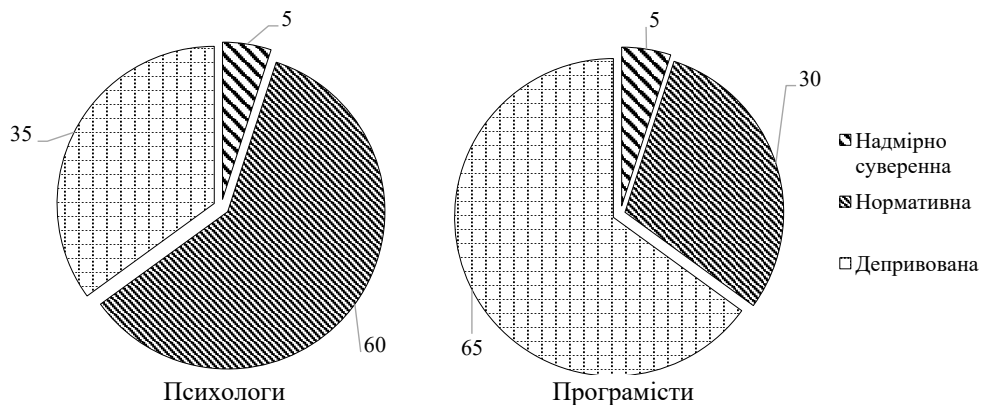 5
35
60
Психологи
5
30
65
Програмісти
Надмірно
суверенна
Нормативна
Депривована